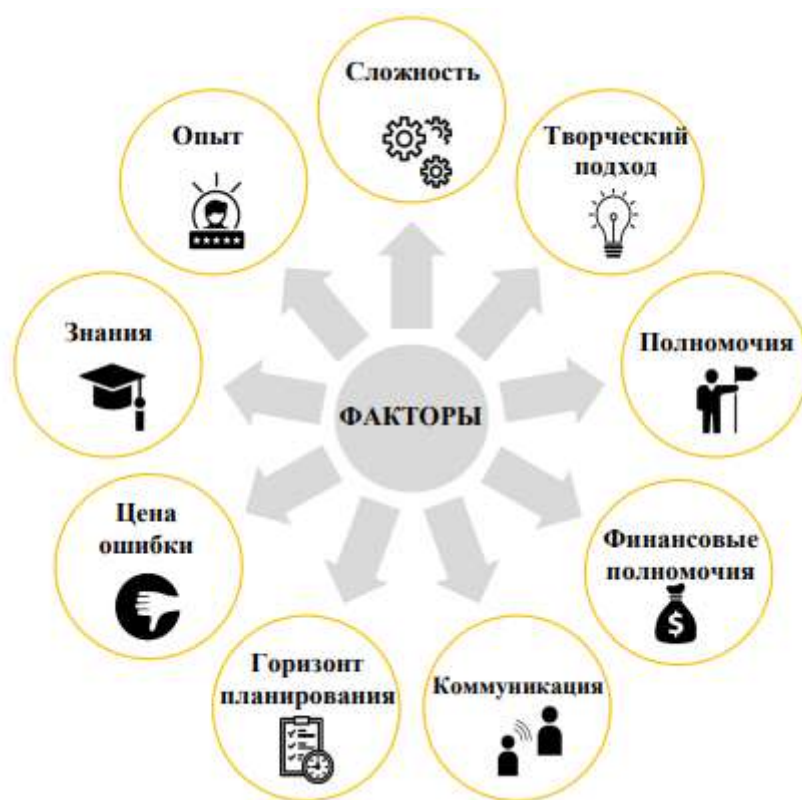 Сложность
Творческий
подход
Полномочия
Финансовые
полномочия
Коммуникация
Горизонт
планирования
Цена
ошибки
Знания
Опыт
ФАКТОРЫ
$